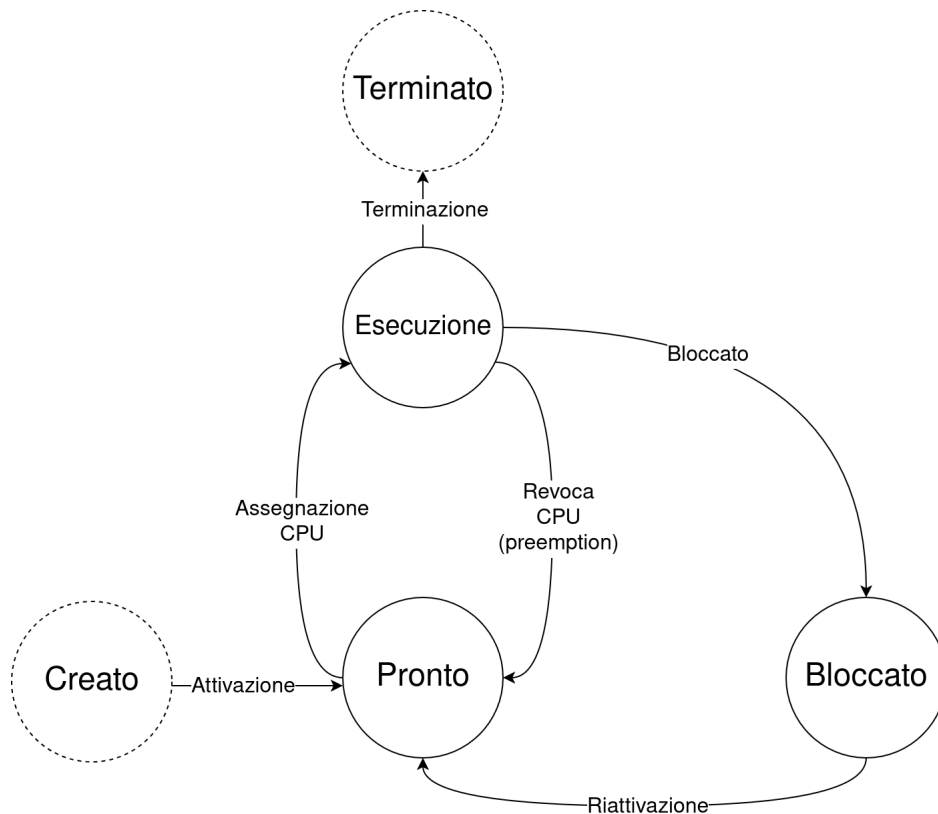 Terminato
Terminazione
Esecuzione
Bloccato
Assegnazione
CPU
Revoca
CPU
(preemption)
Creato
Attivazione
Pronto
Bloccato
Riattivazione